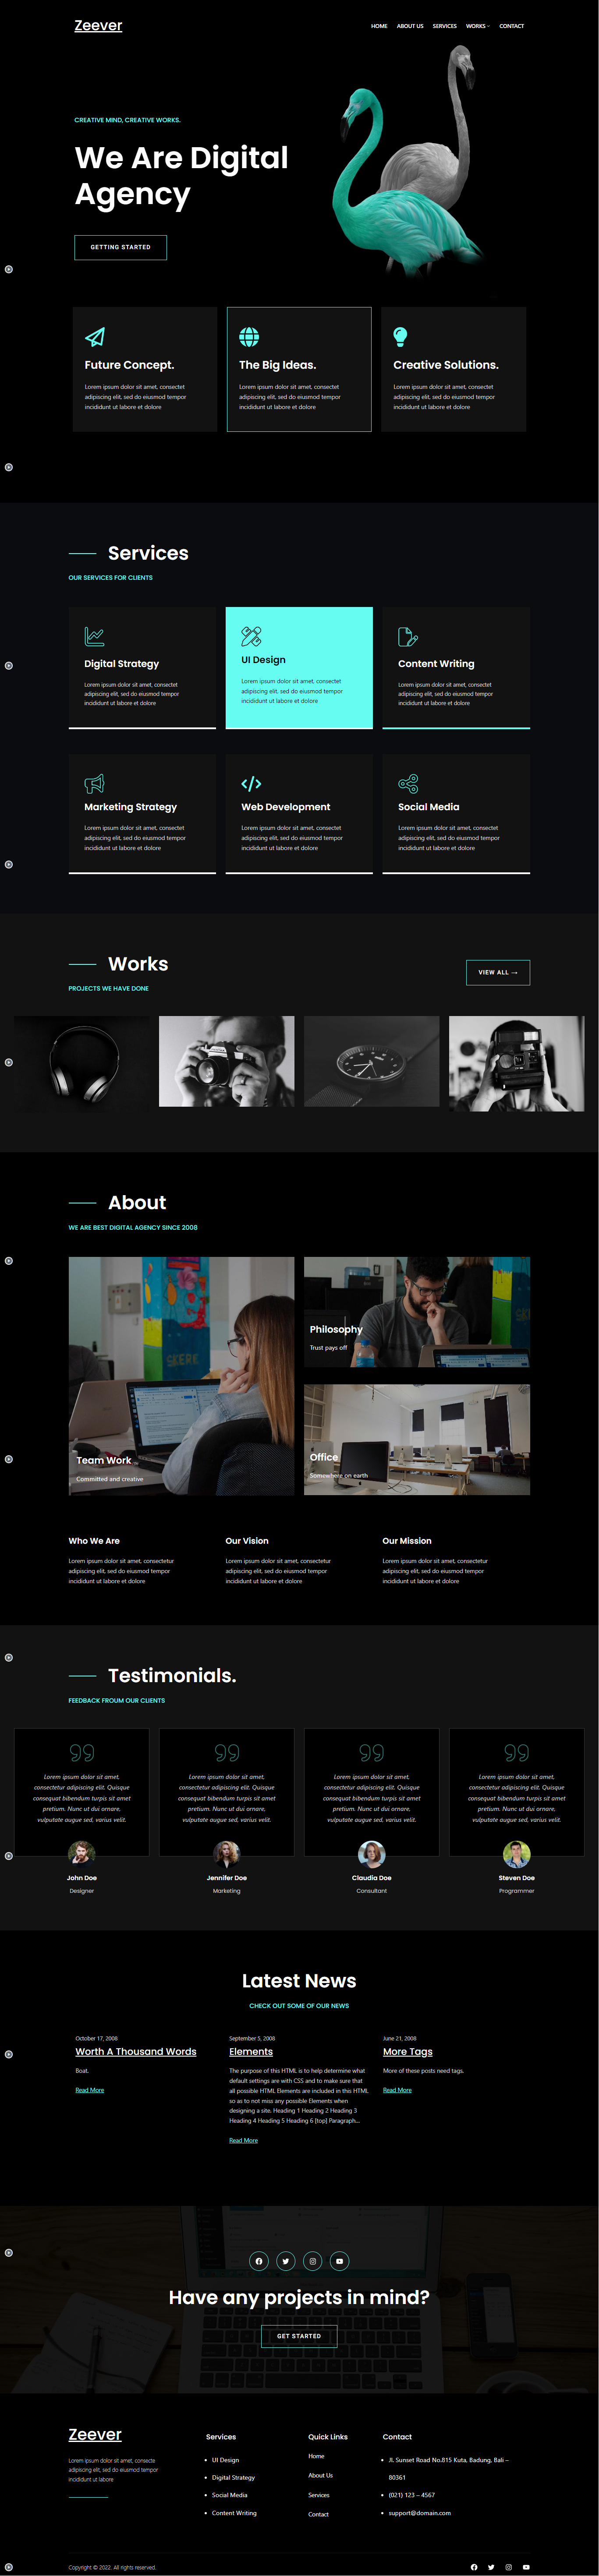 Zeever
HOME ABOUT US SERVICES WORKS CONTACT
CREATIVE MIND, CREATIVE WORKS.
We Are Digital
Agency
GETTING STARTED
Future Concept.
Lorem ipsum dolor sit amet, consectet
adipiscing elit, sed do eiusmod tempor
incididunt ut labore et dolore
The Big Ideas.
Lorem ipsum dolor sit amet, consectet
adipiscing elit, sed do eiusmod tempor
incididunt ut labore et dolore
Creative Solutions.
Lorem ipsum dolor sit amet, consectet
adipiscing elit, sed do eiusmod tempor
incididunt ut labore et dolore
Services
OUR SERVICES FOR CLIENTS
Digital Strategy
Lorem ipsum dolor sit amet, consectet
adipiscing elit, sed do eiusmod tempor
incididunt ut labore et dolore
UI Design
Lorem ipsum dolor sit amet, consectet
adipiscing elit, sed do eiusmod tempor
incididunt ut labore et dolore
Content Writing
Lorem ipsum dolor sit amet, consectet
adipiscing elit, sed do eiusmod tempor
incididunt ut labore et dolore
Marketing Strategy
Lorem ipsum dolor sit amet, consectet
adipiscing elit, sed do eiusmod tempor
incididunt ut labore et dolore
Web Development
Lorem ipsum dolor sit amet, consectet
adipiscing elit, sed do eiusmod tempor
incididunt ut labore et dolore
Social Media
Lorem ipsum dolor sit amet, consectet
adipiscing elit, sed do eiusmod tempor
incididunt ut labore et dolore
Works
PROJECTS WE HAVE DONE
VIEW ALL →
About
WE ARE BEST DIGITAL AGENCY SINCE 2008
Team Work
Committed and creative
Philosophy
Trust pays off
Office
Somewhere on earth
Who We Are
Lorem ipsum dolor sit amet, consectetur
adipiscing elit, sed do eiusmod tempor
incididunt ut labore et dolore
Our Vision
Lorem ipsum dolor sit amet, consectetur
adipiscing elit, sed do eiusmod tempor
incididunt ut labore et dolore
Our Mission
Lorem ipsum dolor sit amet, consectetur
adipiscing elit, sed do eiusmod tempor
incididunt ut labore et dolore
Testimonials.
FEEDBACK FROUM OUR CLIENTS
Lorem ipsum dolor sit amet,
consectetur adipiscing elit. Quisque
consequat bibendum turpis sit amet
pretium. Nunc ut dui ornare,
vulputate augue sed, varius velit.
John Doe
Designer
Lorem ipsum dolor sit amet,
consectetur adipiscing elit. Quisque
consequat bibendum turpis sit amet
pretium. Nunc ut dui ornare,
vulputate augue sed, varius velit.
Jennifer Doe
Marketing
Lorem ipsum dolor sit amet,
consectetur adipiscing elit. Quisque
consequat bibendum turpis sit amet
pretium. Nunc ut dui ornare,
vulputate augue sed, varius velit.
Claudia Doe
Consultant
Lorem ipsum dolor sit amet,
consectetur adipiscing elit. Quisque
consequat bibendum turpis sit amet
pretium. Nunc ut dui ornare,
vulputate augue sed, varius velit.
Steven Doe
Programmer
Latest News
CHECK OUT SOME OF OUR NEWS
October 17, 2008
Worth A Thousand Words
Boat.
Read More
September 5, 2008
Elements
The purpose of this HTML is to help determine what
default settings are with CSS and to make sure that
all possible HTML Elements are included in this HTML
so as to not miss any possible Elements when
designing a site. Heading 1 Heading 2 Heading 3
Heading 4 Heading 5 Heading 6 [top] Paragraph…
Read More
June 21, 2008
More Tags
More of these posts need tags.
Read More
Have any projects in mind?
GET STARTED
Zeever
Lorem ipsum dolor sit amet, consecte
adipiscing elit, sed do eiusmod tempor
incididunt ut labore
Services
UI Design
Digital Strategy
Social Media
Content Writing
Quick Links
Home
About Us
Services
Contact
Contact
Jl. Sunset Road No.815 Kuta, Badung, Bali –
80361
(021) 123 – 4567
support@domain.com
Copyright © 2022. All rights reserved.